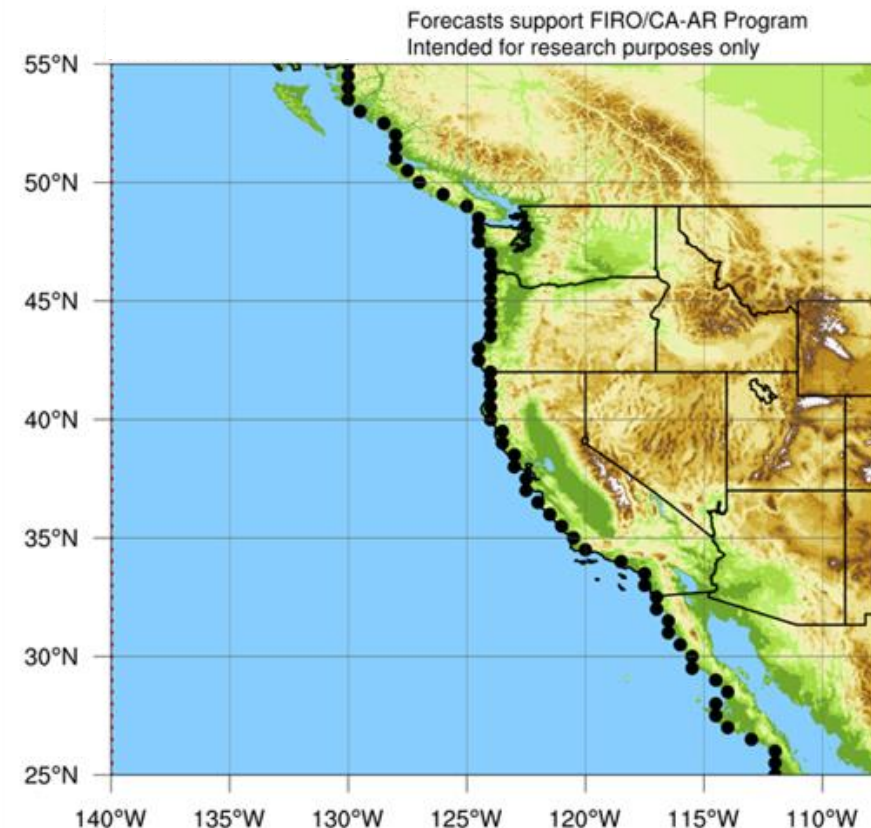 Forecasts support FIRO/CA-AR Program
Intended for research purposes only
55°N
50°N
45°N
40°N
35°N
30°N
25°N
140°W 135°W 130°W 125°W 120°W 115°W 110°W